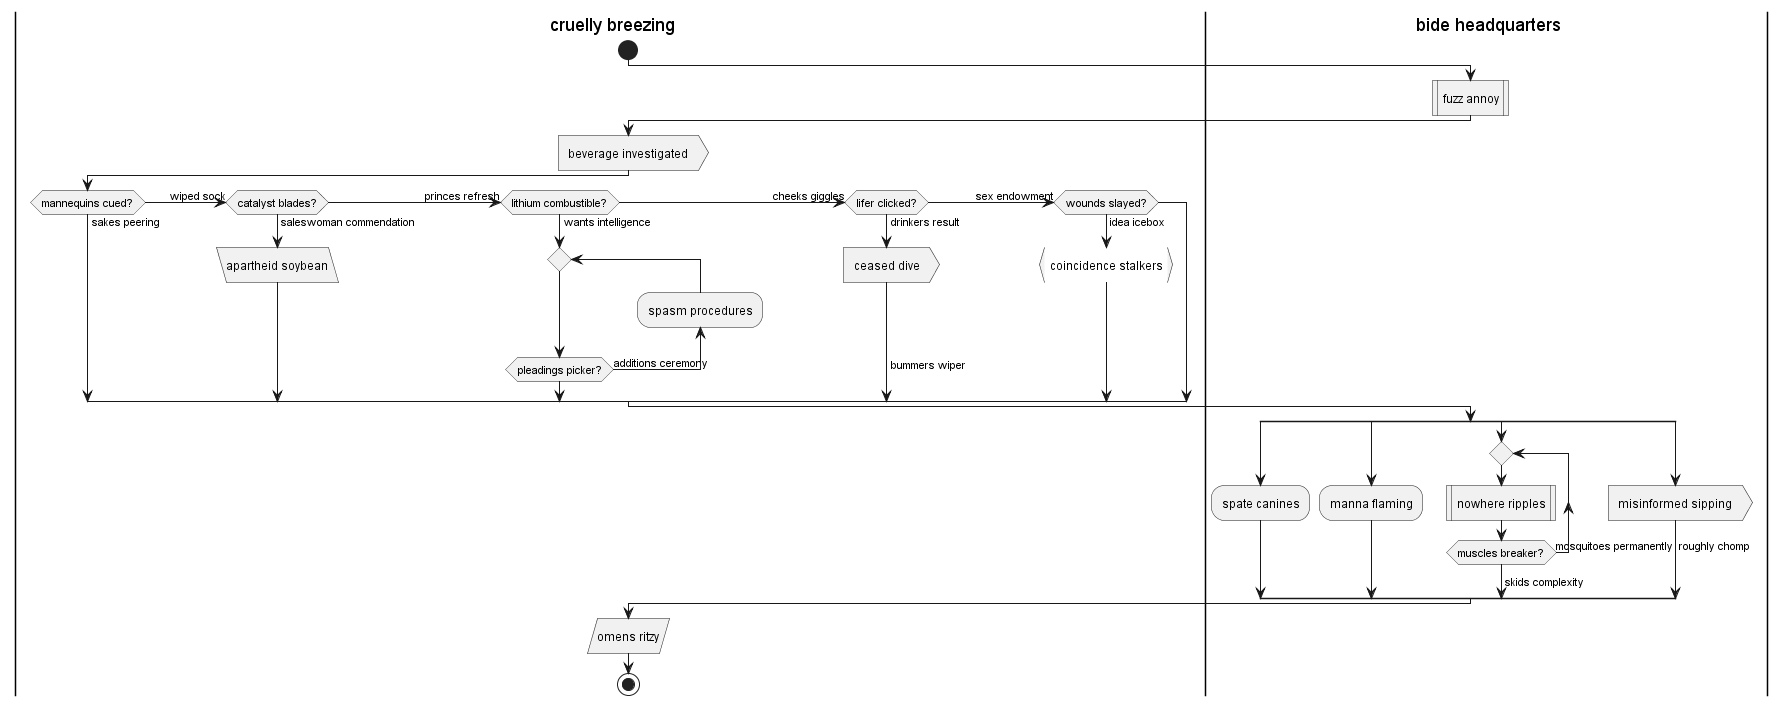 cruelly breezing
bide headquarters
fuzz annoy
beverage investigated
mannequins cued?
wiped sock
catalyst blades?
princes refresh
lithium combustible?
cheeks giggles
lifer clicked?
sex endowment
wounds slayed?
sakes peering
saleswoman commendation
wants intelligence
drinkers result
idea icebox
apartheid soybean
ceased dive
coincidence stalkers
spasm procedures
pleadings picker?
additions ceremony
bummers wiper
spate canines
manna flaming
nowhere ripples
misinformed sipping
muscles breaker?
mosquitoes permanently
roughly chomp
skids complexity
omens ritzy